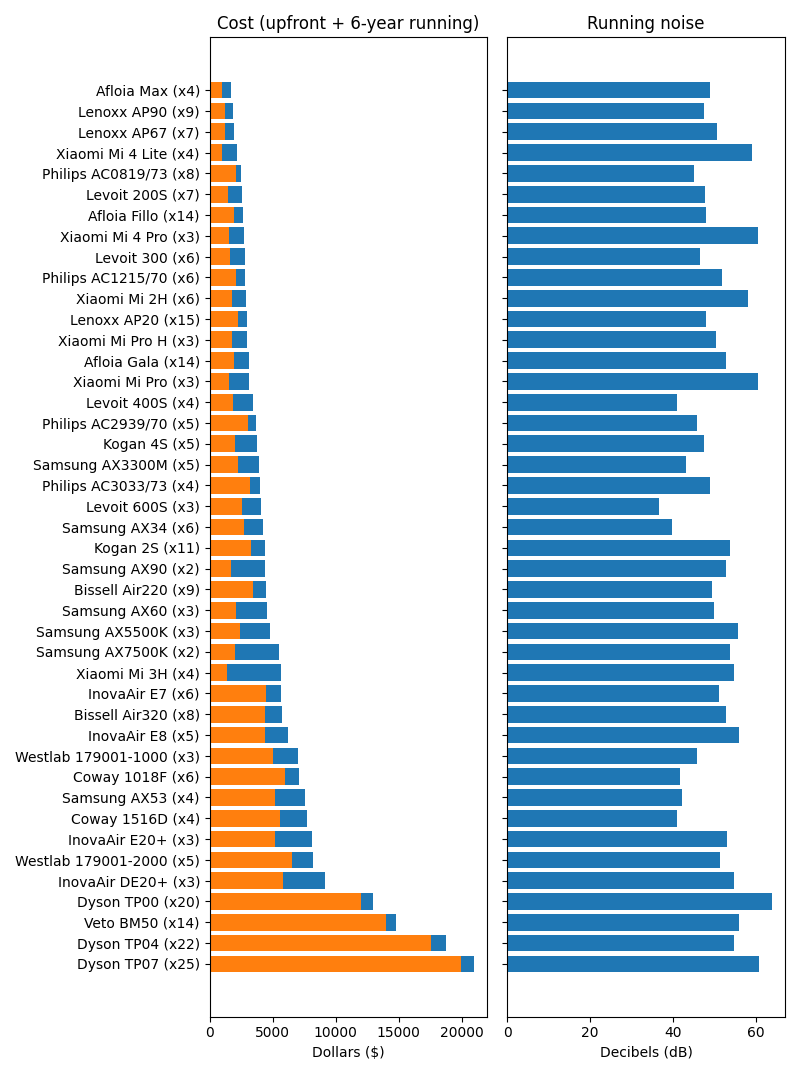 Cost (upfront + 6-year running)
Running noise
Afloia Max (x4)
Lenoxx AP90 (x9)
Lenoxx AP67 (x7)
Xiaomi Mi 4 Lite (x4)
Philips AC0819/73 (x8)
Levoit 200S (x7)
Afloia Fillo (x14)
Xiaomi Mi 4 Pro (x3)
Levoit 300 (x6)
Philips AC1215/70 (x6)
Xiaomi Mi 2H (x6)
Lenoxx AP20 (x15)
Xiaomi Mi Pro H (x3)
Afloia Gala (x14)
Xiaomi Mi Pro (x3)
Levoit 400S (x4)
Philips AC2939/70 (x5)
Kogan 4S (x5)
Samsung AX3300M (x5)
Philips AC3033/73 (x4)
Levoit 600S (x3)
Samsung AX34 (x6)
Kogan 2S (x11)
Samsung AX90 (x2)
Bissell Air220 (x9)
Samsung AX60 (x3)
Samsung AX5500K (x3)
Samsung AX7500K (x2)
Xiaomi Mi 3H (x4)
InovaAir E7 (x6)
Bissell Air320 (x8)
InovaAir E8 (x5)
Westlab 179001-1000 (x3)
Coway 1018F (x6)
Samsung AX53 (x4)
Coway 1516D (x4)
InovaAir E20+ (x3)
Westlab 179001-2000 (x5)
InovaAir DE20+ (x3)
Dyson TP00 (x20)
Veto BM50 (x14)
Dyson TP04 (x22)
Dyson TP07 (x25)
0 5000 10000 15000 20000
Dollars ($)
0 20 40 60
Decibels (dB)